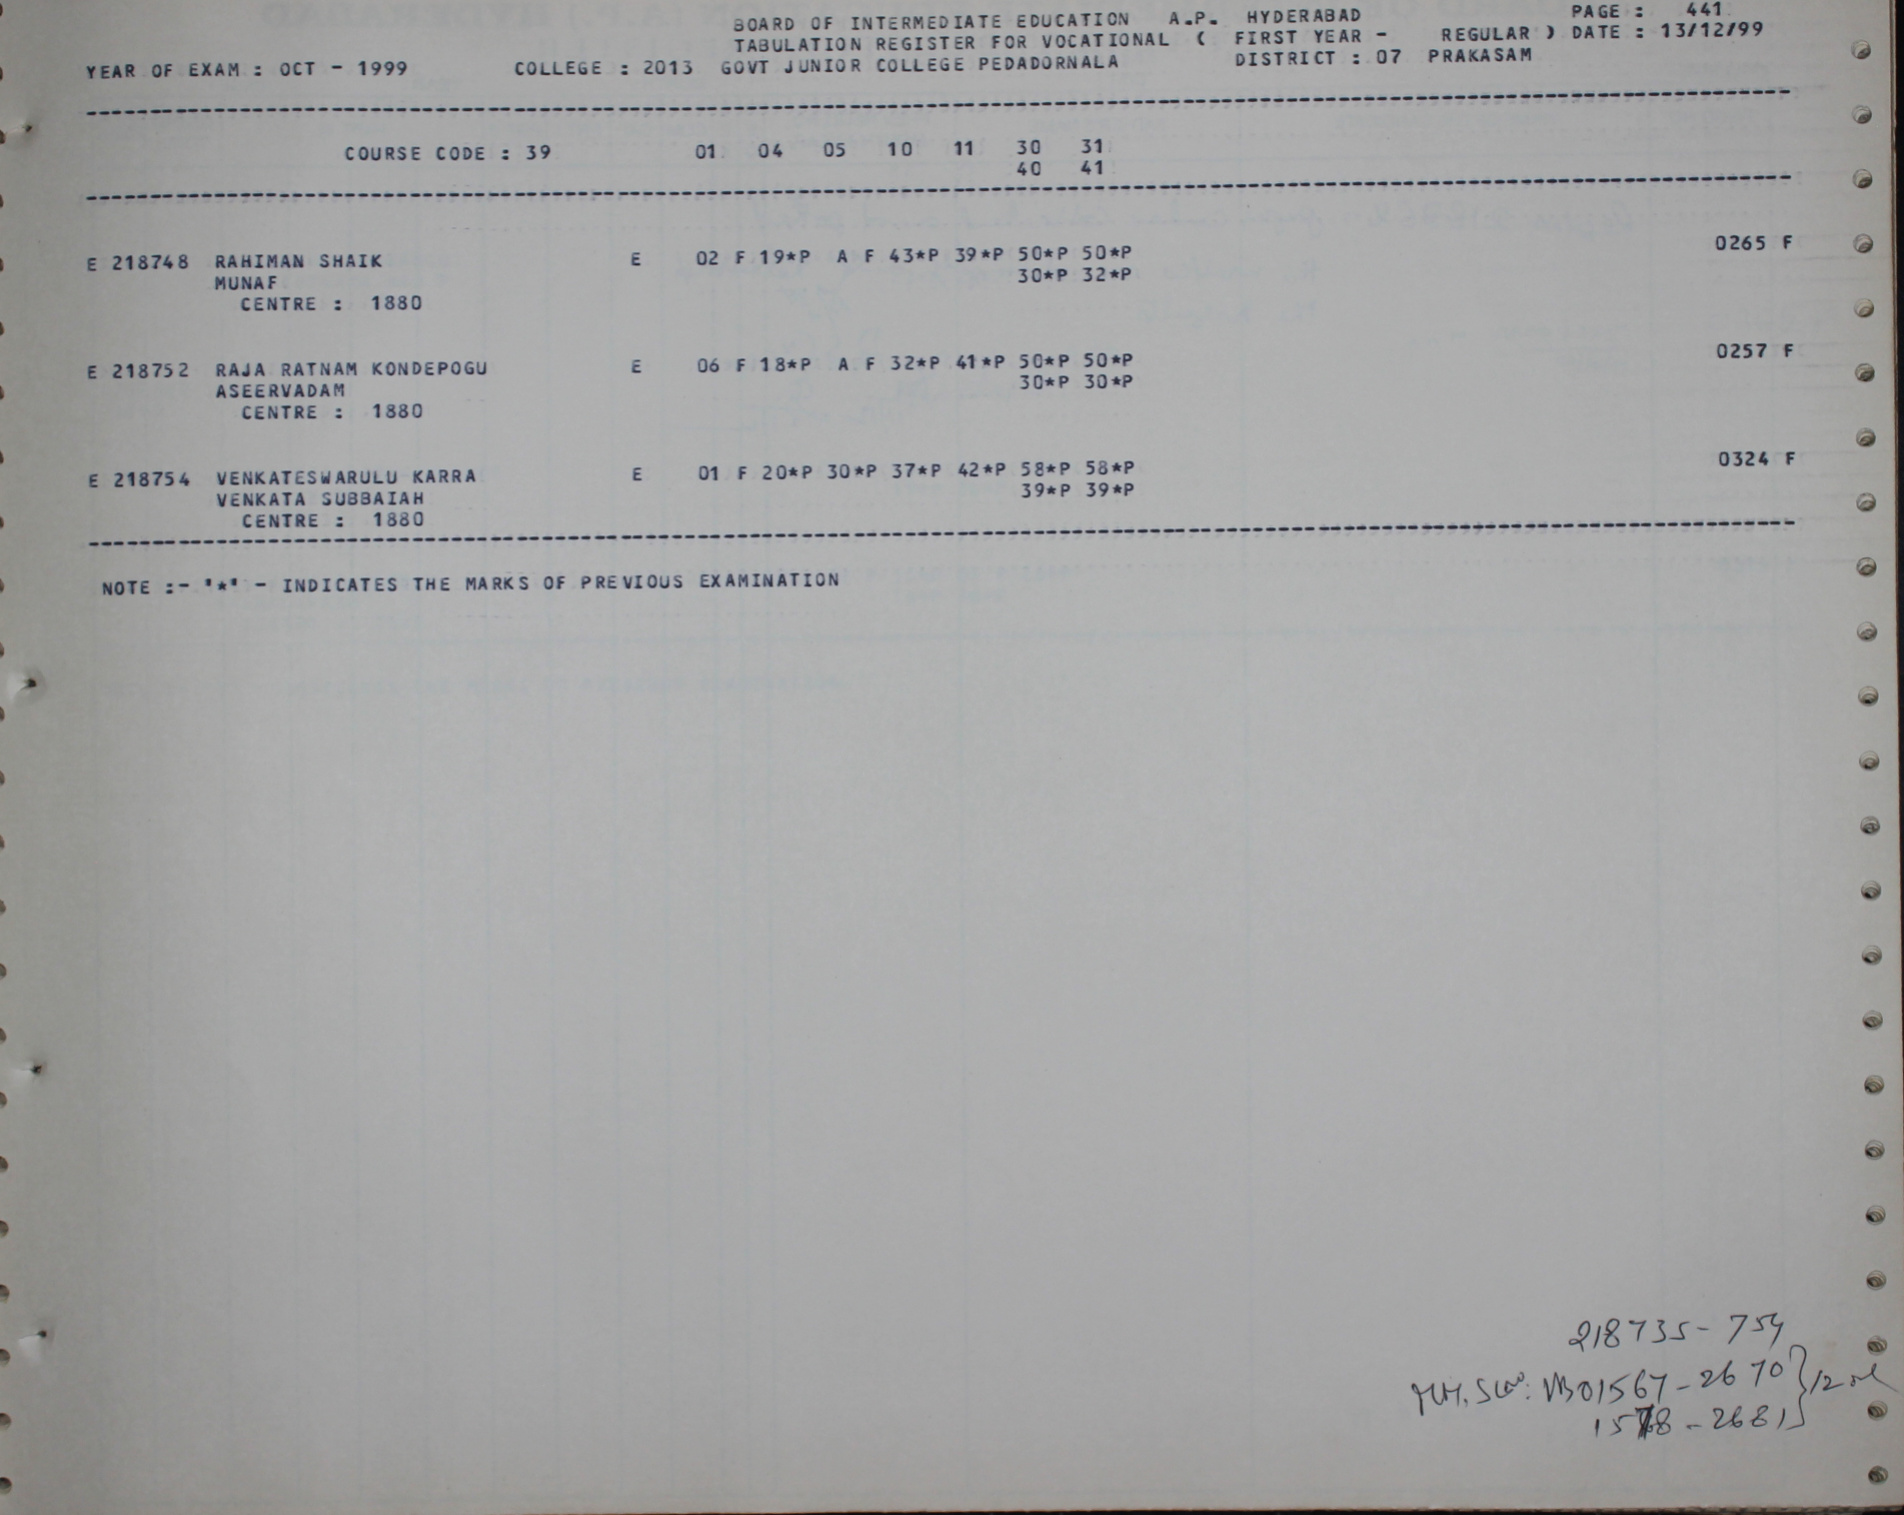 BOARD OF INTERMEDIATE EDUCATION A.P. HYDERABAD PAGE : 441
TABULATION REGISTER FOR VOCATIONAL ( FIRST YEAR - REGULAR ) DATE : 13/12/99
YEAR OF EXAM : OCT - 1999 COLLEGE : 2013 GOVT JUNIOR COLLEGE PEDADORNALA DISTRICT : 07 PRAKASAM
COURSE CODE : 39 01 04 05 10 11 30 31
40 41
E 218748 RAHIMAN SHAIK E 02 F 19*P A F 43*P 39*P 50*P 50*P 0265 F
MUNAF 30*P 32*P
CENTRE : 1880
E 218752 RAJA RATNAM KONDEPOGU E 06 F 18*P A F 32*P 41*P 50*P 50*P 0257 F
ASEERVADAM 30*P 30*P
CENTRE : 1880
E 218754 VENKATESWARULU KARRA E 01 F 20*P 30*P 37*P 42*P 58*P 58*P 0324 F
VENKATA SUBBAIAH 39*P 39*P
CENTRE : 1880
NOTE :- '*' - INDICATES THE MARKS OF PREVIOUS EXAMINATION
218735 - 754
01567 - 2670
1578 - 2681